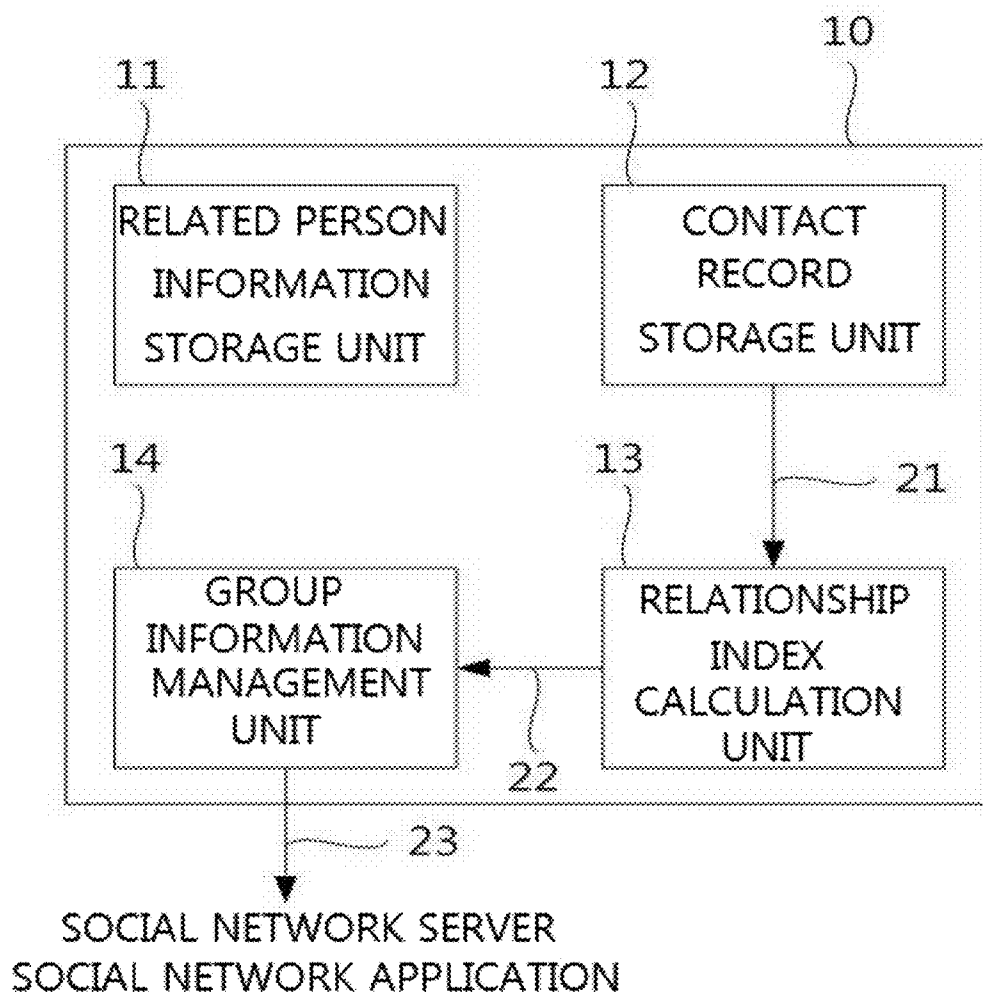 10
11
12
RELATED PERSON
INFORMATION
STORAGE UNIT
CONTACT
RECORD
STORAGE UNIT
14
13
21
GROUP
INFORMATION
MANAGEMENT
UNIT
RELATIONSHIP
INDEX
CALCULATION
UNIT
22
23
SOCIAL NETWORK SERVER
SOCIAL NETWORK APPLICATION